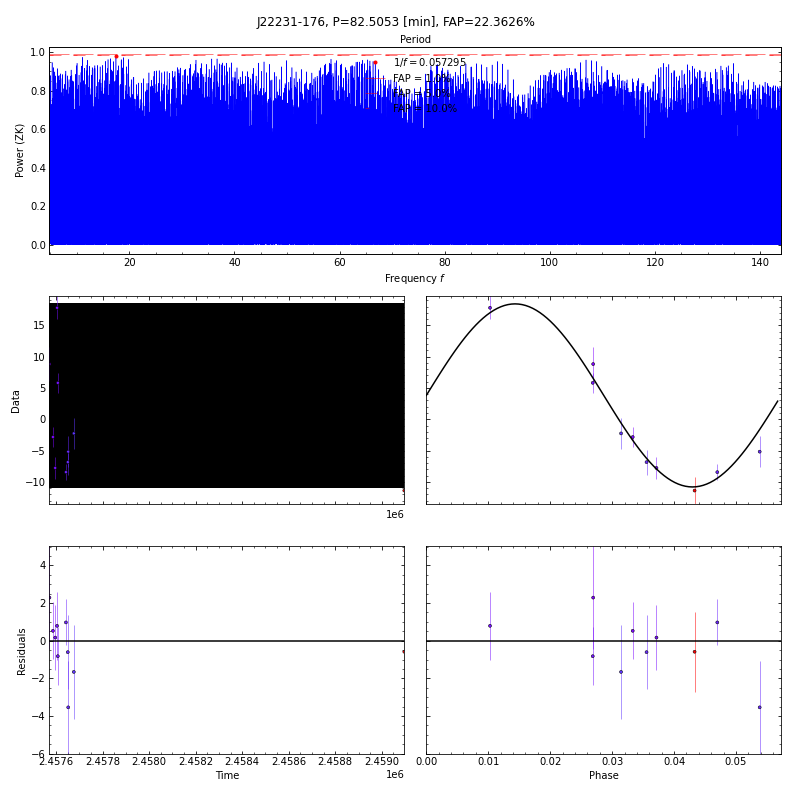 J22231-176, P=82.5053 [min], FAP=22.3626%
Period
1.0
0.8
0.6
0.4
0.2
0.0
Power (ZK)
1/f = 0.057295
FAP = 1.0%
FAP = 10.0%
20 40 60 80 100 120 140
Frequency f
15
10
5
0
−5
−10
Data
1e6
4
2
0
−2
−4
−6
Residuals
2.4576 2.4578 2.4580 2.4582 2.4584 2.4586 2.4588 2.4590
1e6
Time
0.00 0.01 0.02 0.03 0.04 0.05
Phase